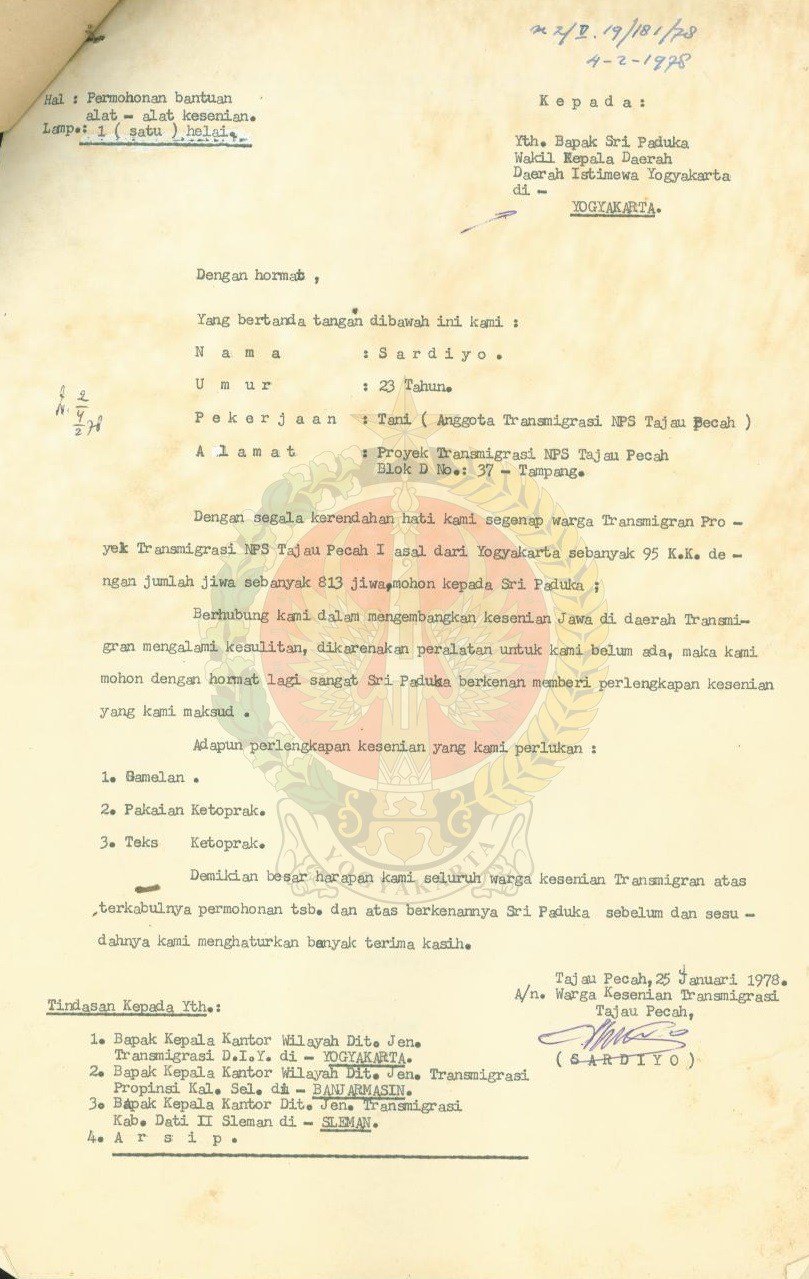 x2/V.19/181/78
4-2-1978
Hal : Permohonan bantuan
alat - alat kesenian.
Lamp.: 1 ( satu ) helai.
K e p a d a :
Yth. Bapak Sri Paduka
Wakil Kepala Daerah
Daerah Istimewa Yogyakarta
di -
YOGYAKARTA.
Dengan hormat ,
Yang bertanda tangan dibawah ini kami :
N a m a : S a r d i y o .
U m u r : 23 Tahun.
2
4
2 78
P e k e r j a a n : Tani ( Anggota Transmigrasi NPS Tajau Pecah )
A l a m a t : Proyek Transmigrasi NPS Tajau Pecah
Blok D No.: 37 - Tampang.
Dengan segala kerendahan hati kami segenap warga Transmigran Pro -
yek Transmigrasi NPS Tajau Pecah I asal dari Yogyakarta sebanyak 95 K.K. de -
ngan jumlah jiwa sebanyak 813 jiwa,mohon kepada Sri Paduka ;
Berhubung kami dalam mengembangkan kesenian Jawa di daerah Transmi-
gran mengalami kesulitan, dikarenakan peralatan untuk kami belum ada, maka kami
mohon dengan hormat lagi sangat Sri Paduka berkenan memberi perlengkapan kesenian
yang kami maksud .
Adapun perlengkapan kesenian yang kami perlukan :
1. Gamelan .
2. Pakaian Ketoprak.
3. Teks Ketoprak.
YOGYAKARTA
Demikian besar harapan kami seluruh warga kesenian Transmigran atas
terkabulnya permohonan tsb. dan atas berkenannya Sri Paduka sebelum dan sesu -
dahnya kami menghaturkan banyak terima kasih.
Tajau Pecah,25 Januari 1978.
A/n. Warga Kesenian Transmigrasi
Tajau Pecah,
( S A R D I Y O )
Tindasan Kepada Yth.:
1. Bapak Kepala Kantor Wilayah Dit. Jen.
Transmigrasi D.I.Y. di - YOGYAKARTA.
2. Bapak Kepala Kantor Wilayah Dit. Jen. Transmigrasi
Propinsi Kal. Sel. di - BANJARMASIN.
3. Bapak Kepala Kantor Dit. Jen. Transmigrasi
Kab. Dati II Sleman di - SLEMAN.
4. A r s i p .